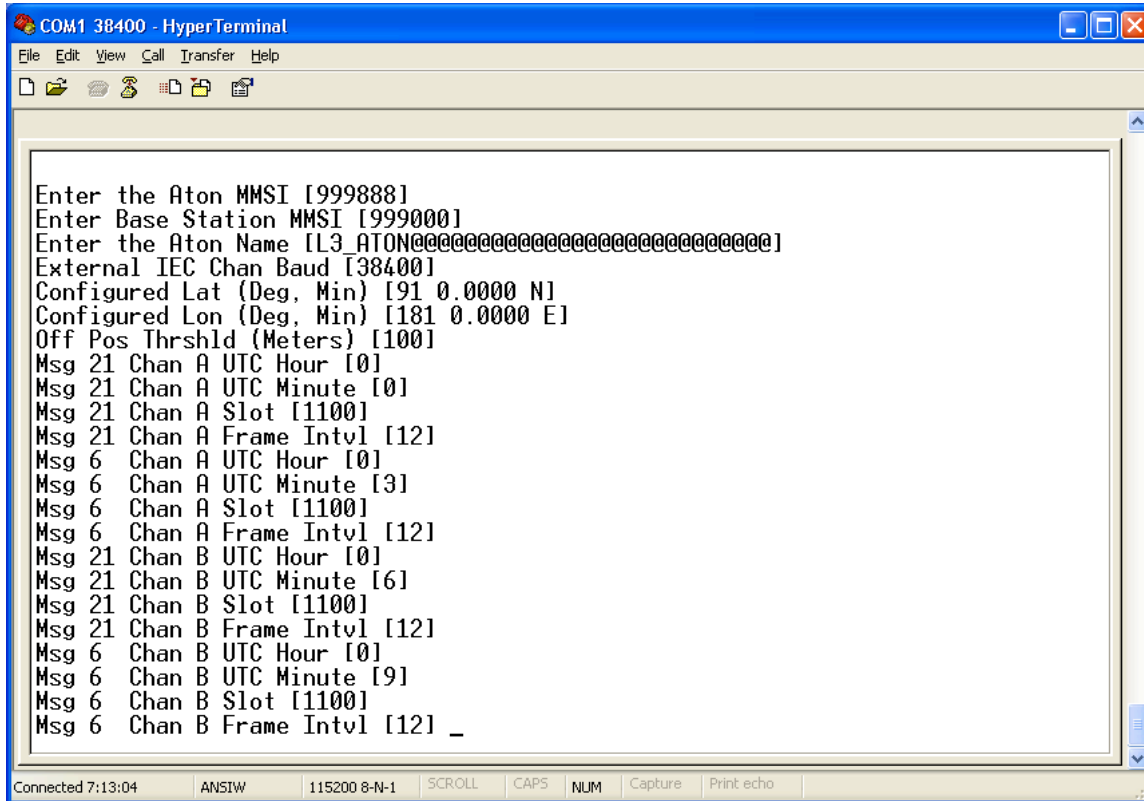 COM1 38400 - HyperTerminal
File Edit View Call Transfer Help
Enter the Aton MMSI [999888]
Enter Base Station MMSI [999000]
Enter the Aton Name [L3_ATON@@@@@@@@@@@@@@@@@@@@@@@@@@@]
External IEC Chan Baud [38400]
Configured Lat (Deg, Min) [91 0.0000 N]
Configured Lon (Deg, Min) [181 0.0000 E]
Off Pos Thrshld (Meters) [100]
Msg 21 Chan A UTC Hour [0]
Msg 21 Chan A UTC Minute [0]
Msg 21 Chan A Slot [1100]
Msg 21 Chan A Frame Intvl [12]
Msg 6  Chan A UTC Hour [0]
Msg 6  Chan A UTC Minute [3]
Msg 6  Chan A Slot [1100]
Msg 6  Chan A Frame Intvl [12]
Msg 21 Chan B UTC Hour [0]
Msg 21 Chan B UTC Minute [6]
Msg 21 Chan B Slot [1100]
Msg 21 Chan B Frame Intvl [12]
Msg 6  Chan B UTC Hour [0]
Msg 6  Chan B UTC Minute [9]
Msg 6  Chan B Slot [1100]
Msg 6  Chan B Frame Intvl [12] _
Connected 7:13:04 ANSIW 115200 8-N-1 SCROLL CAPS NUM Capture Print echo